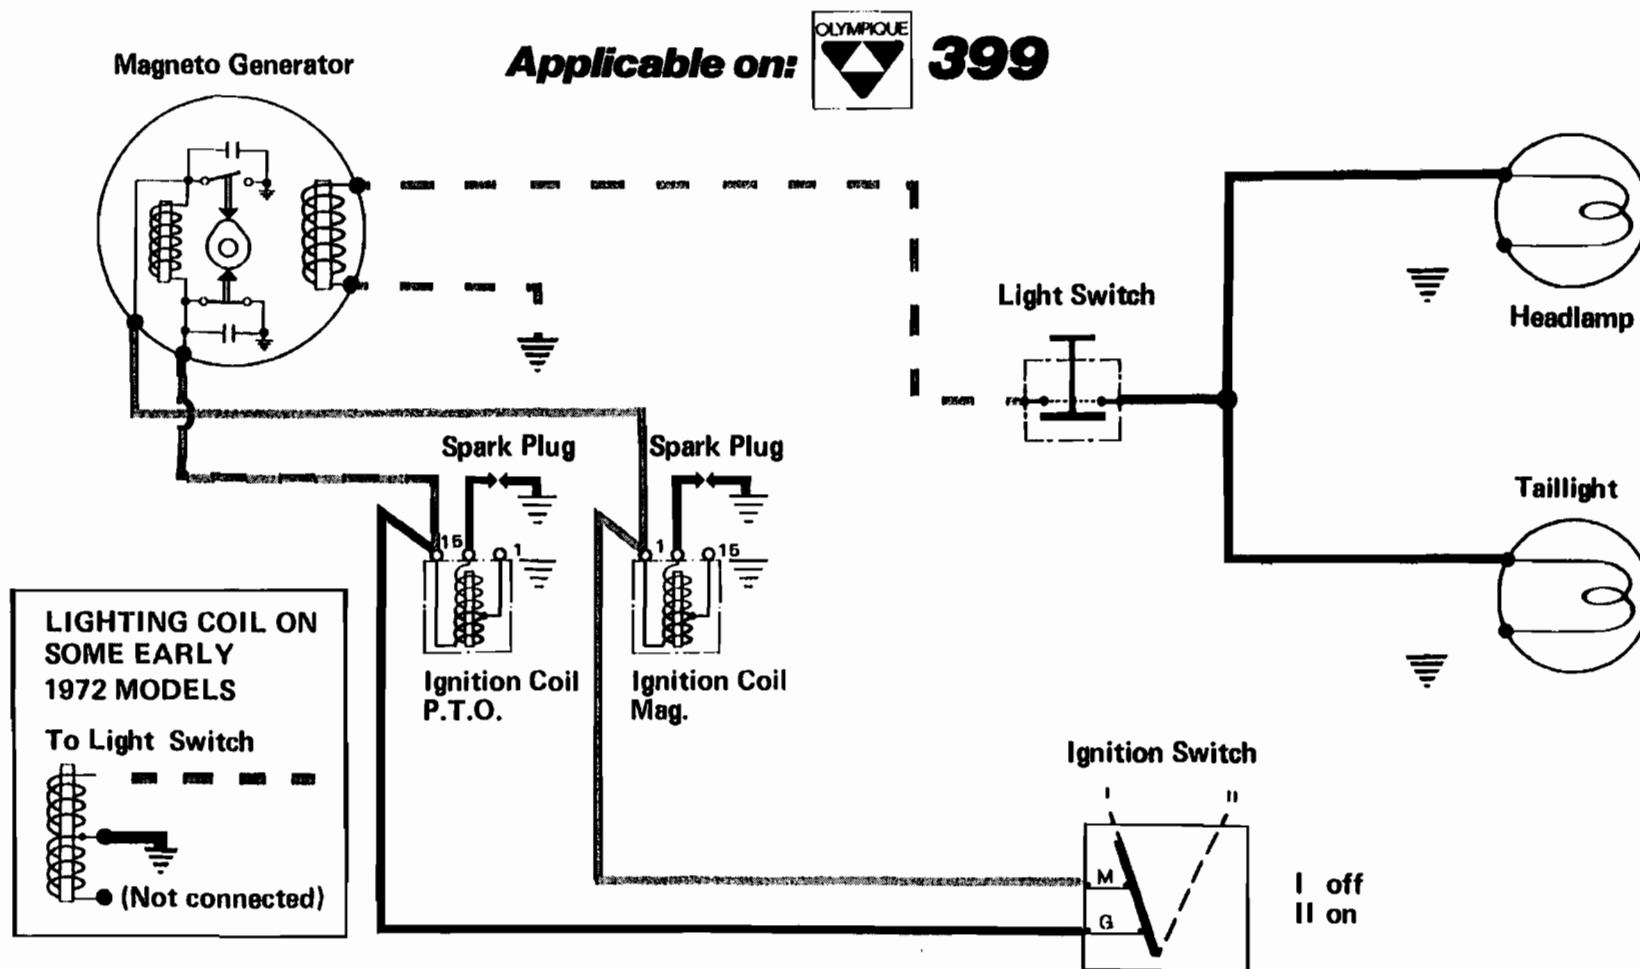 Applicable on:
OLYMPIQUE
399
Magneto Generator
Headlamp
Light Switch
Spark Plug
Spark Plug
Taillight
15
1
1
15
Ignition Coil
P.T.O.
Ignition Coil
Mag.
LIGHTING COIL ON
SOME EARLY
1972 MODELS
To Light Switch
(Not connected)
Ignition Switch
I
II
M
G
I off
II on